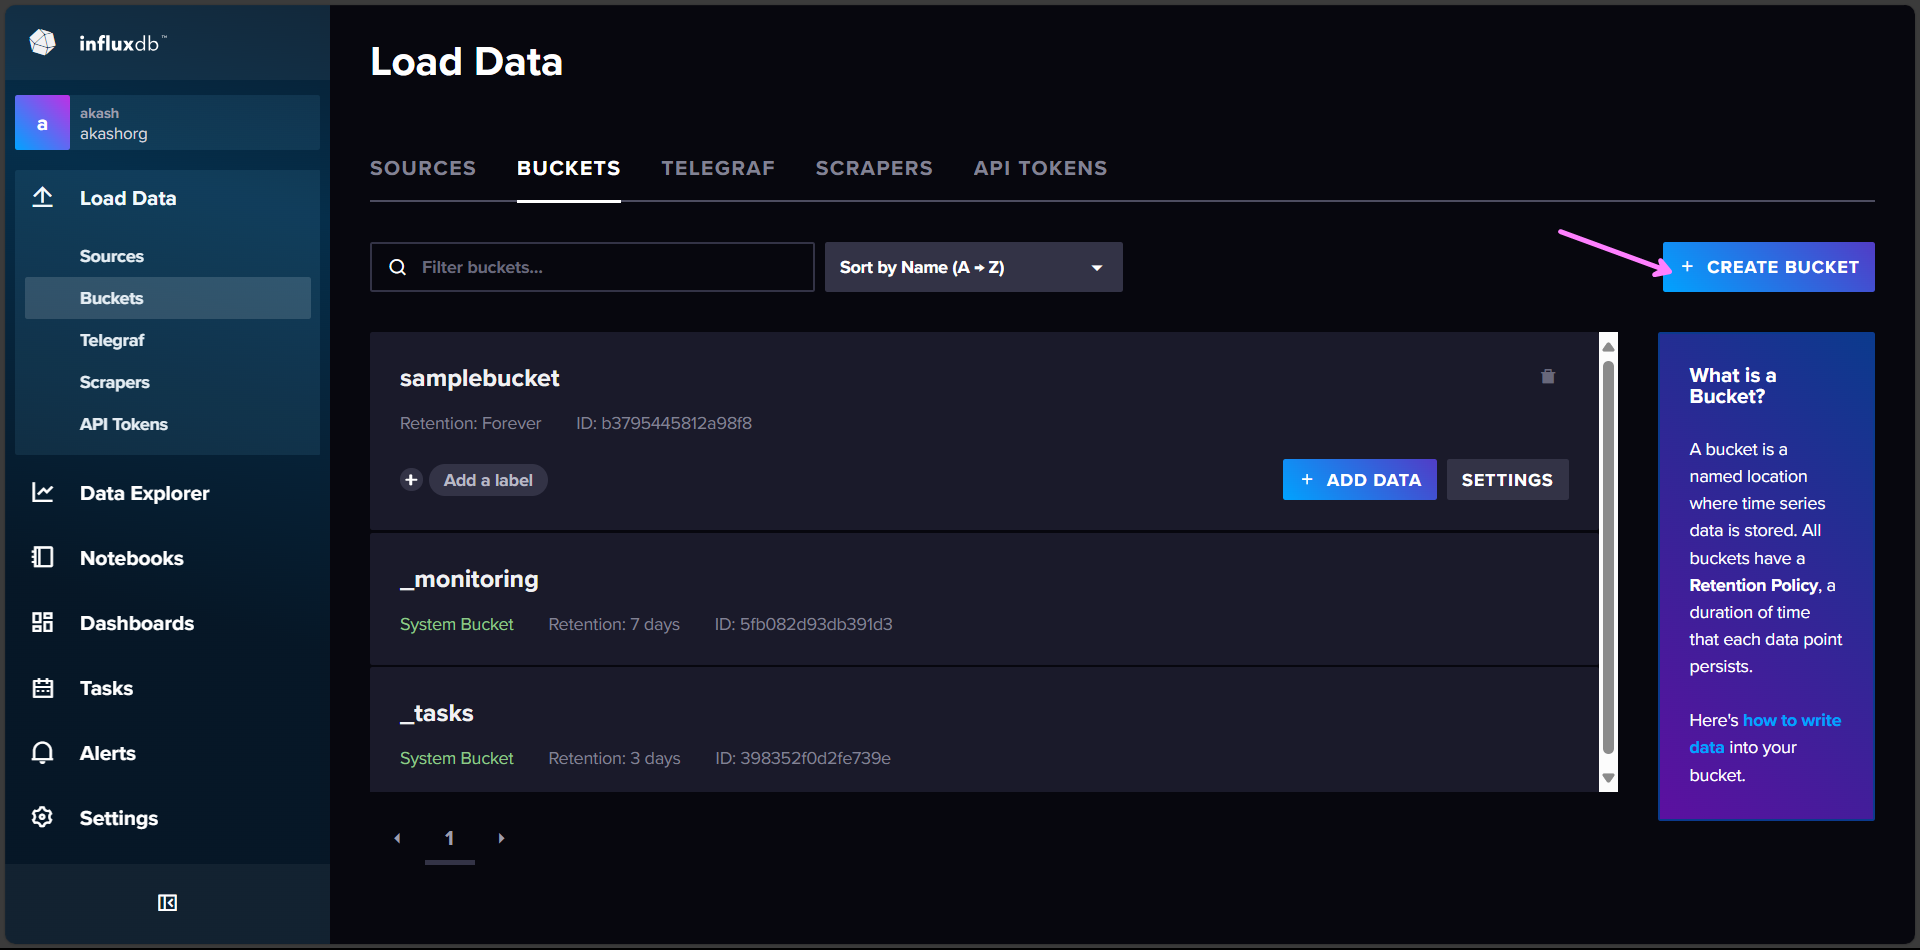 influxdb™
a
akash
akashorg
Load Data
Sources
Buckets
Telegraf
Scrapers
API Tokens
Data Explorer
Notebooks
Dashboards
Tasks
Alerts
Settings
Load Data
SOURCES BUCKETS TELEGRAF SCRAPERS API TOKENS
Filter buckets... Sort by Name (A → Z) + CREATE BUCKET
samplebucket
Retention: Forever ID: b3795445812a98f8
+ Add a label + ADD DATA SETTINGS
_monitoring
System Bucket Retention: 7 days ID: 5fb082d93db391d3
_tasks
System Bucket Retention: 3 days ID: 398352f0d2fe739e
1
What is a
Bucket?
A bucket is a
named location
where time series
data is stored. All
buckets have a
Retention Policy, a
duration of time
that each data point
persists.
Here's how to write
data into your
bucket.